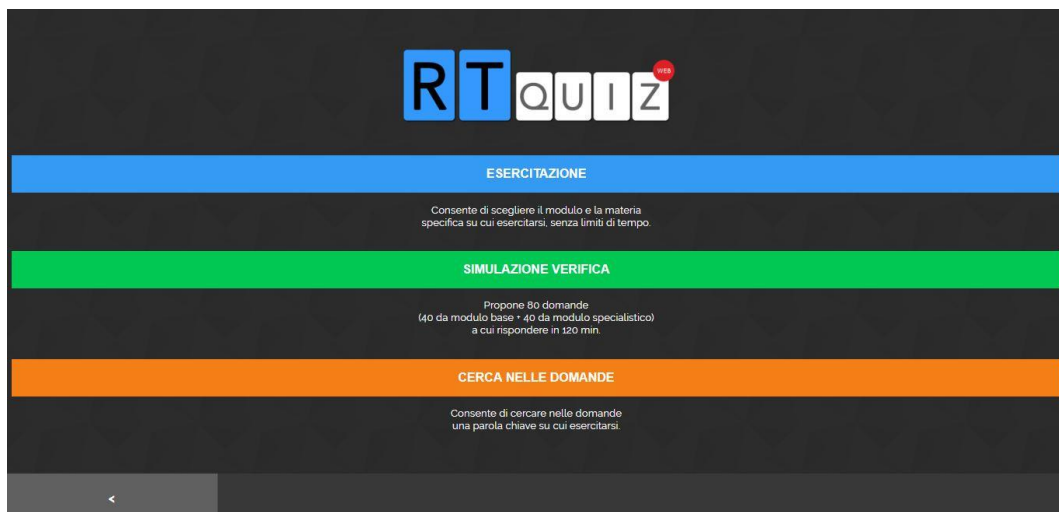 RT QUIZ WEB
ESERCITAZIONE
Consente di scegliere il modulo e la materia
specifica su cui esercitarsi, senza limiti di tempo.
SIMULAZIONE VERIFICA
Propone 80 domande
(40 da modulo base + 40 da modulo specialistico)
a cui rispondere in 120 min.
CERCA NELLE DOMANDE
Consente di cercare nelle domande
una parola chiave su cui esercitarsi.
<